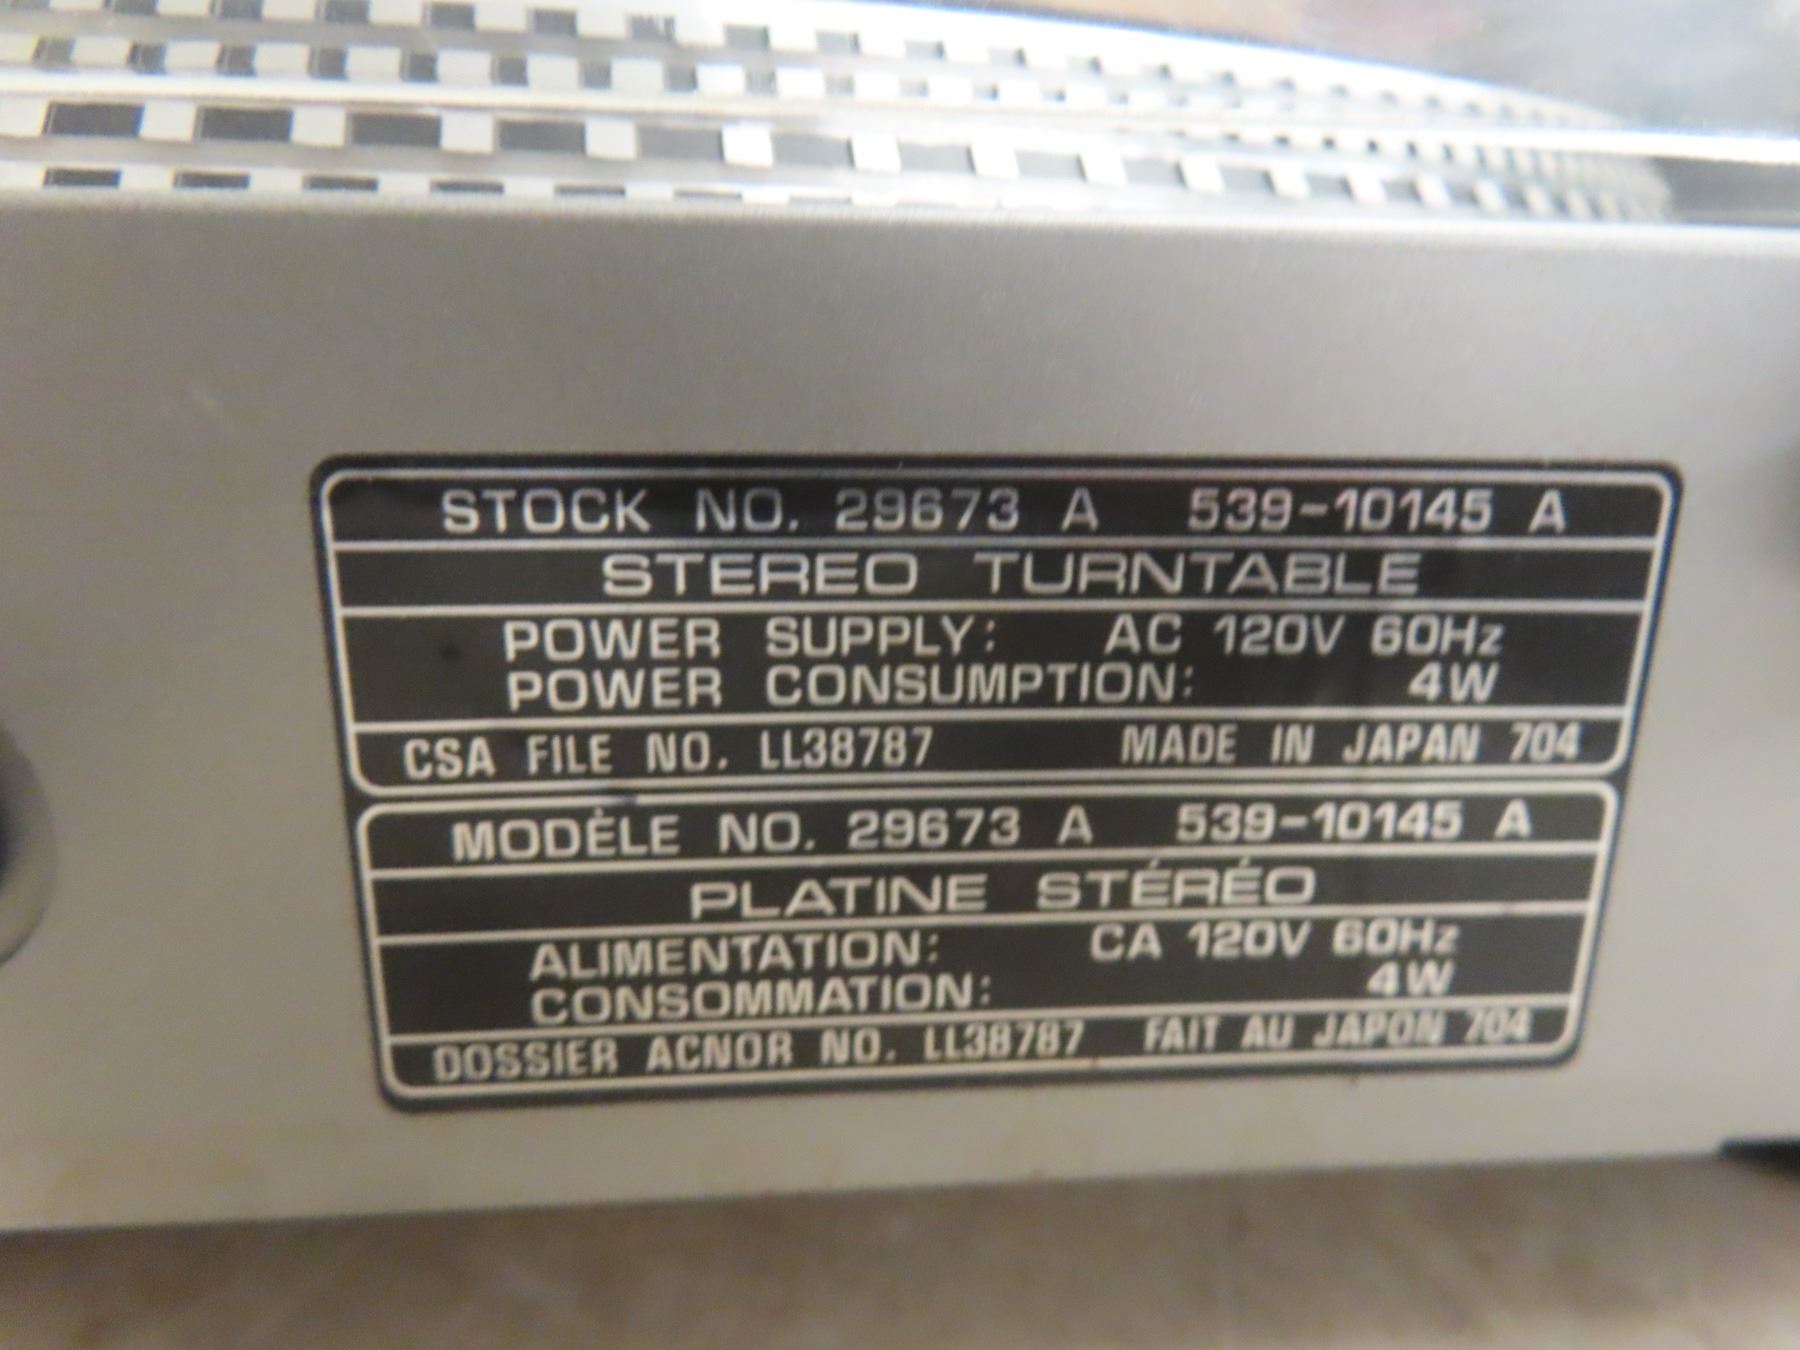 STOCK NO. 29673 A 539-10145 A
STEREO TURNTABLE
POWER SUPPLY: AC 120V 60Hz
POWER CONSUMPTION: 4W
CSA FILE NO. LL38787 MADE IN JAPAN 704
MODÈLE NO. 29673 A 539-10145 A
PLATINE STÉRÉO
ALIMENTATION: CA 120V 60Hz
CONSOMMATION: 4W
DOSSIER ACNOR NO. LL38787 FAIT AU JAPON 704